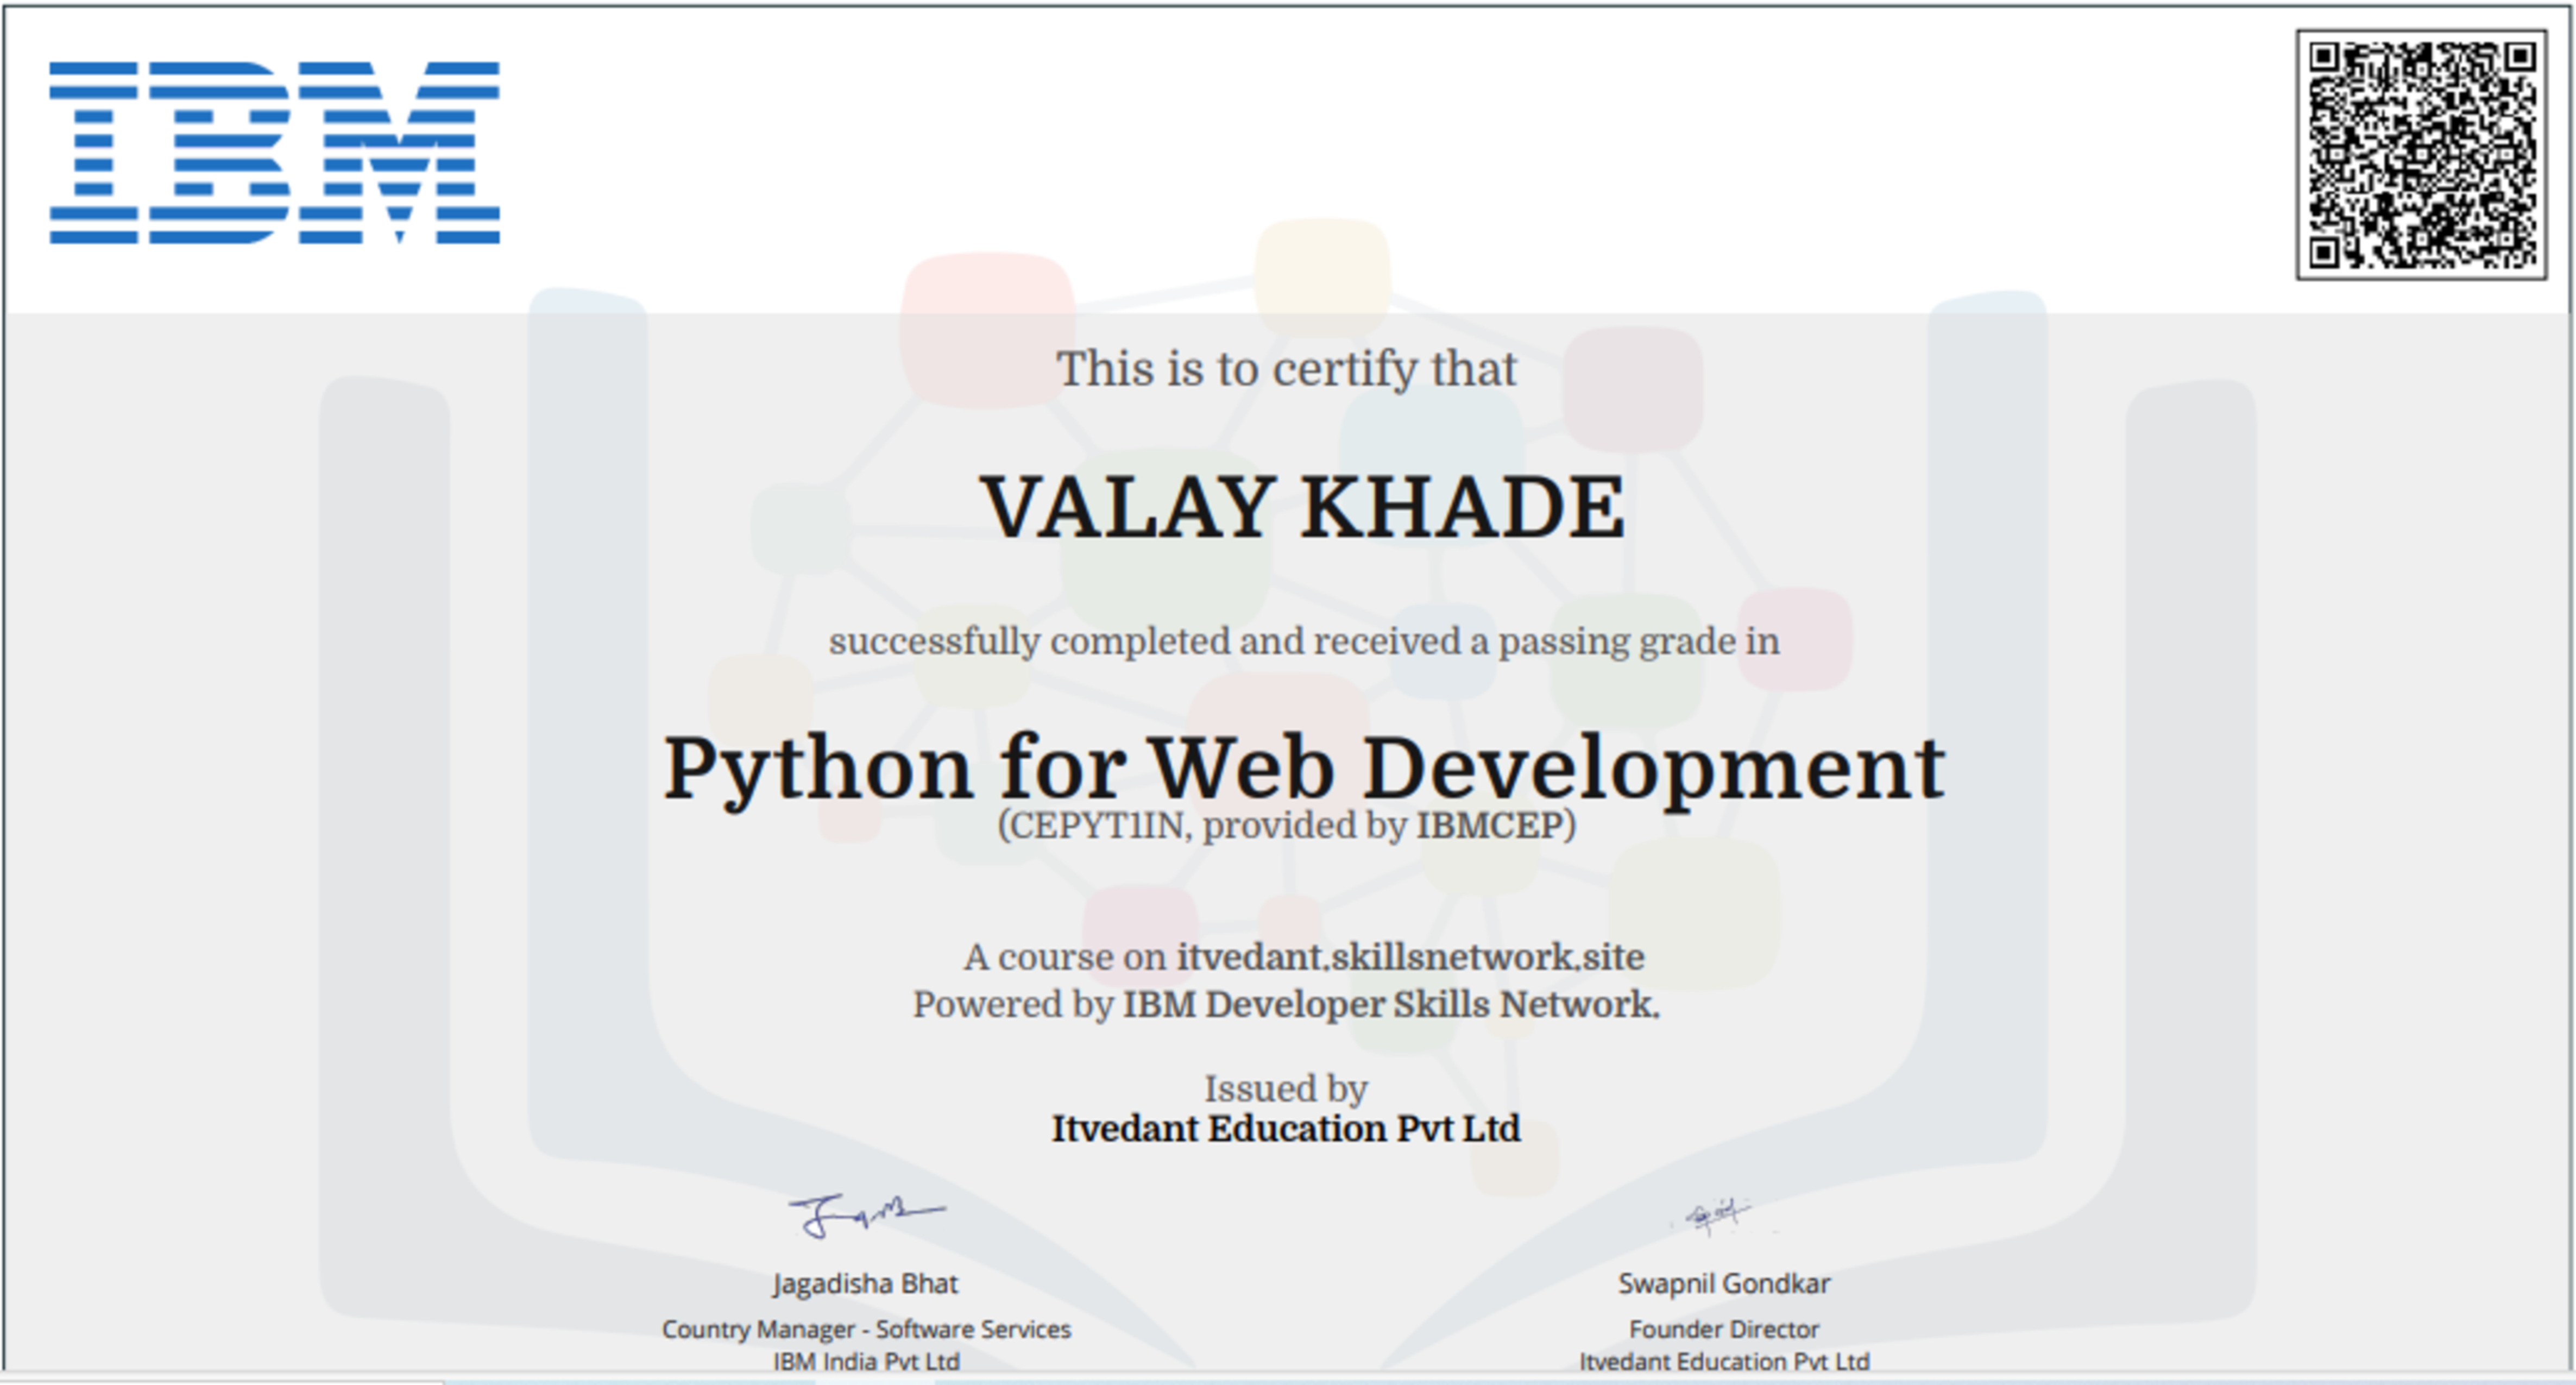 IBM
This is to certify that
VALAY KHADE
successfully completed and received a passing grade in
Python for Web Development
(CEPYT1IN, provided by IBMCEP)
A course on itvedant.skillsnetwork.site
Powered by IBM Developer Skills Network.
Issued by
Itvedant Education Pvt Ltd
Jagadisha Bhat
Country Manager - Software Services
IBM India Pvt Ltd
Swapnil Gondkar
Founder Director
Itvedant Education Pvt Ltd